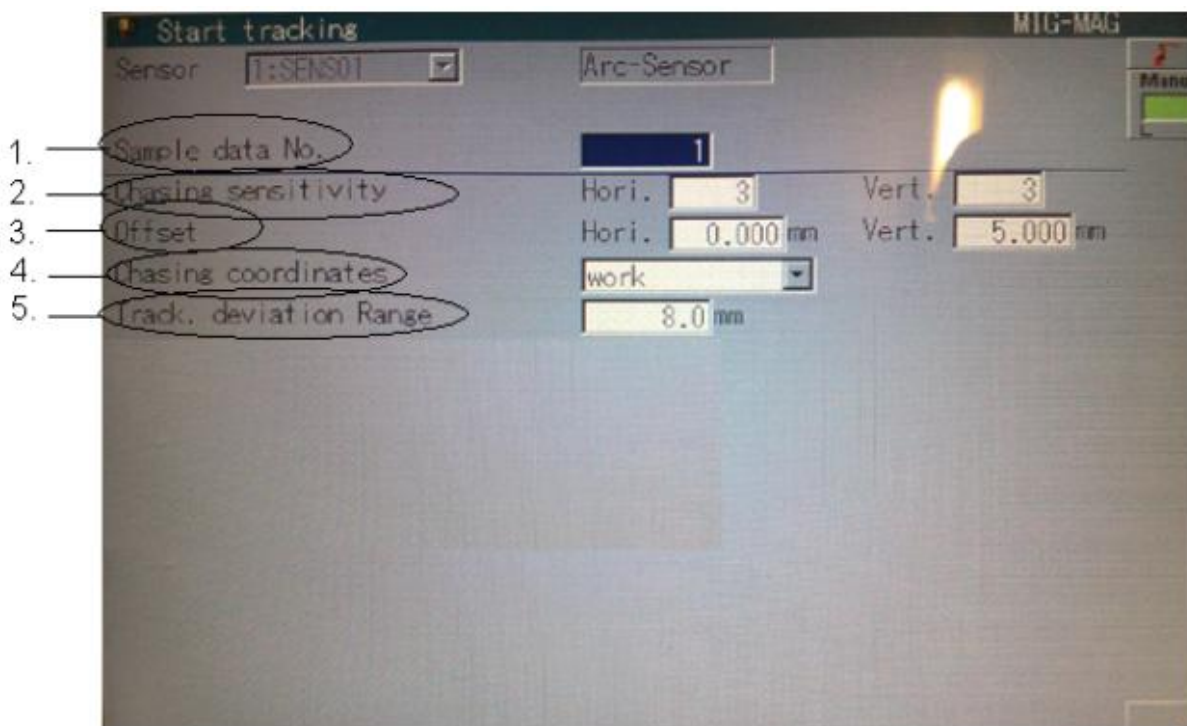 Start tracking MIG-MAG
Sensor 1:SENS01 Arc-Sensor
1. Sample data No. 1
2. Chasing sensitivity Hori. 3 Vert. 3
3. Offset Hori. 0.000 mm Vert. 5.000 mm
4. Chasing coordinates work
5. Track. deviation Range 8.0 mm